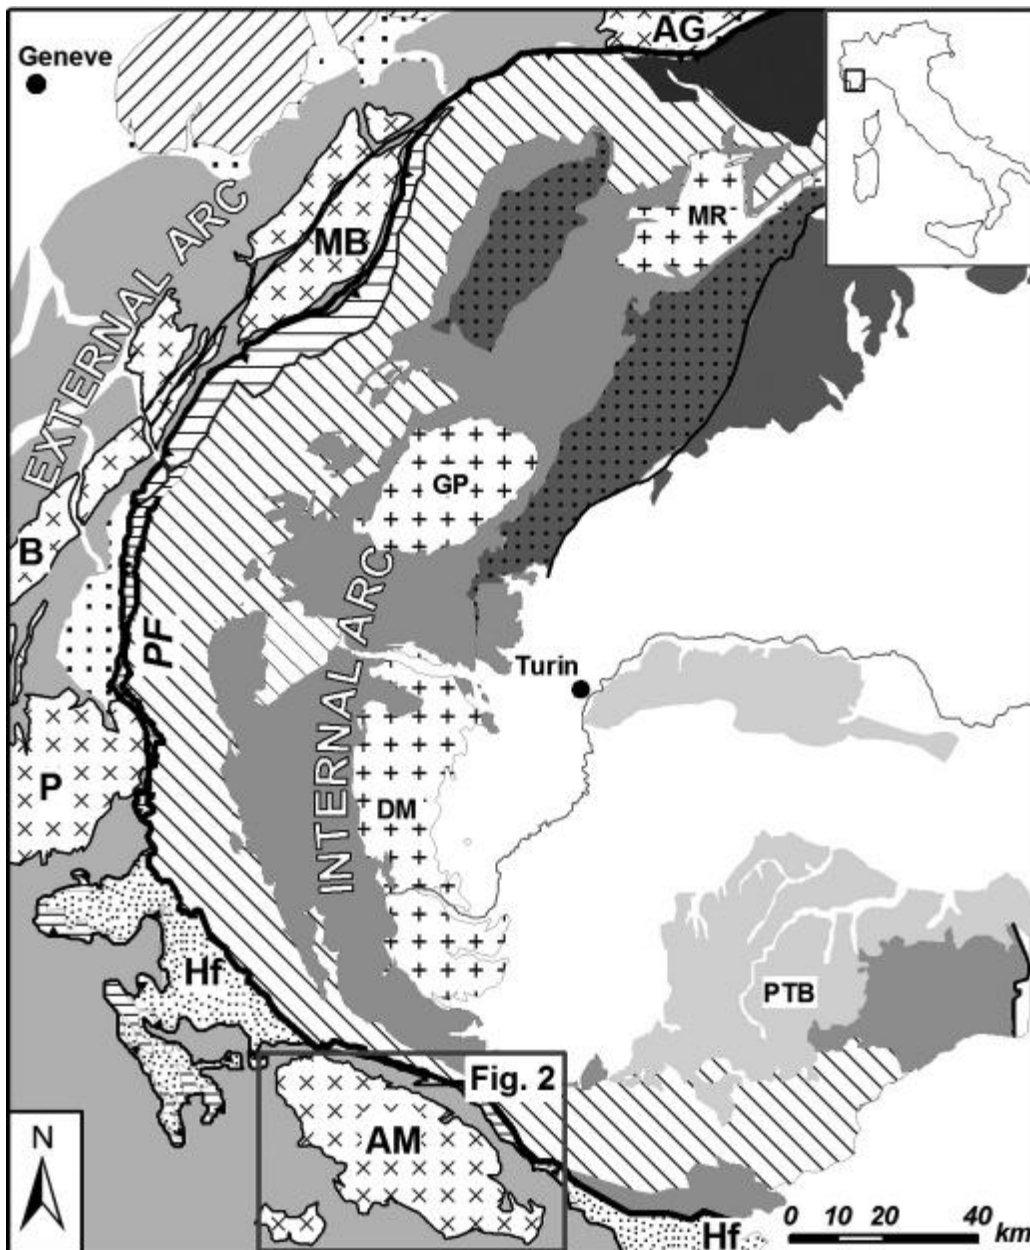 AG
Geneve
MR
MB
EXTERNAL ARC
GP
B
PF
INTERNAL ARC
Turin
P
DM
Hf
PTB
Fig. 2
AM
N
Hf
0 10 20 40 km